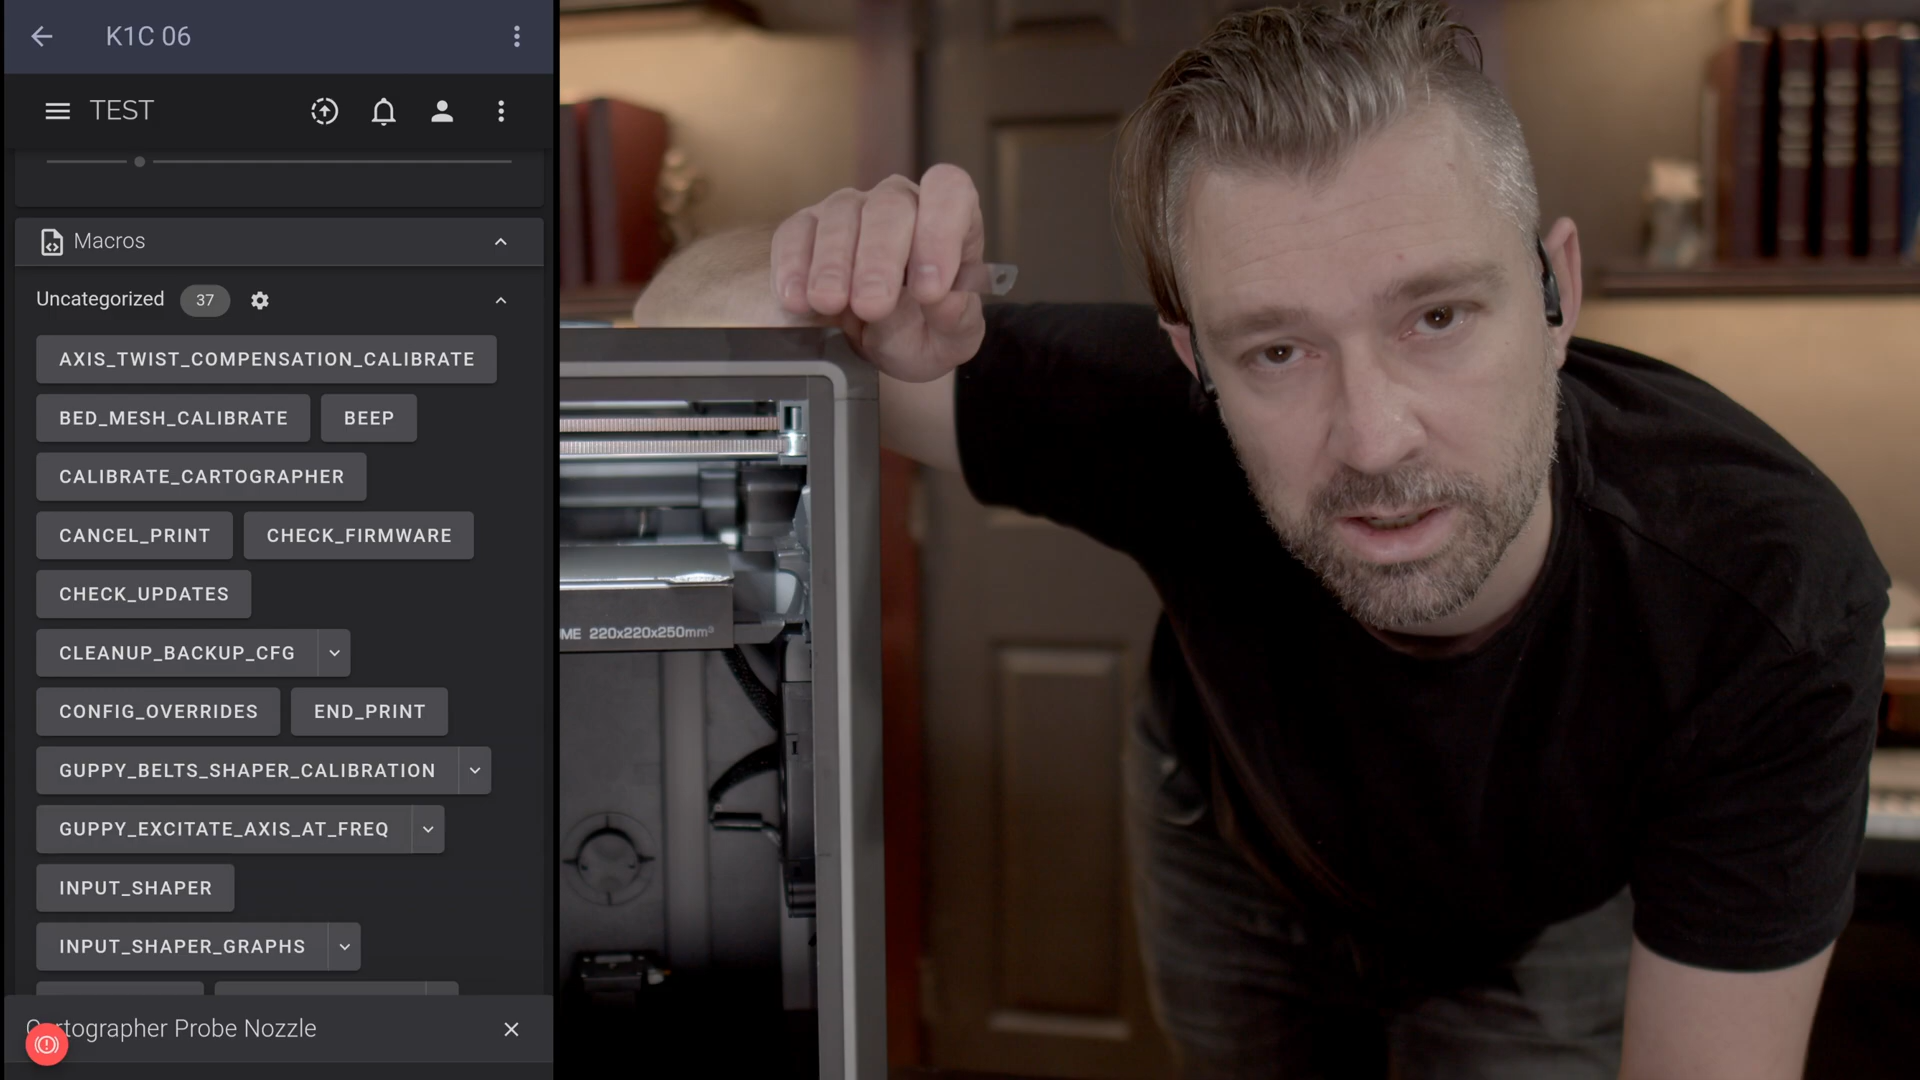 K1C 06
TEST
Macros
Uncategorized 37
AXIS_TWIST_COMPENSATION_CALIBRATE
BED_MESH_CALIBRATE BEEP
CALIBRATE_CARTOGRAPHER
CANCEL_PRINT CHECK_FIRMWARE
CHECK_UPDATES
CLEANUP_BACKUP_CFG
CONFIG_OVERRIDES END_PRINT
GUPPY_BELTS_SHAPER_CALIBRATION
GUPPY_EXCITATE_AXIS_AT_FREQ
INPUT_SHAPER
INPUT_SHAPER_GRAPHS
Cartographer Probe Nozzle
ME 220x220x250mm³